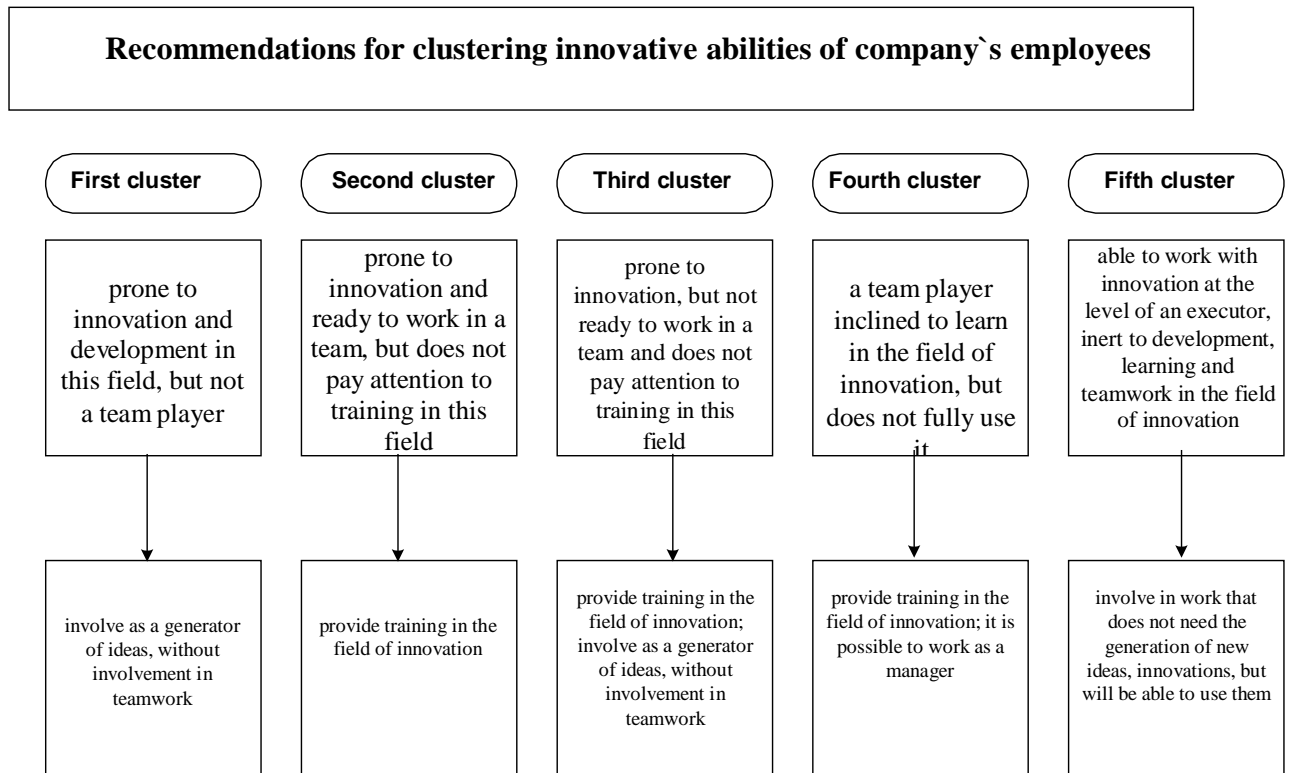 Recommendations for clustering innovative abilities of company`s employees
First cluster
Second cluster
Third cluster
Fourth cluster
Fifth cluster
prone to
innovation and
development in
this field, but not
a team player
prone to
innovation and
ready to work in a
team, but does not
pay attention to
training in this
field
prone to
innovation, but not
ready to work in a
team and does not
pay attention to
training in this
field
a team player
inclined to learn
in the field of
innovation, but
does not fully use
it
able to work with
innovation at the
level of an executor,
inert to development,
learning and
teamwork in the field
of innovation
involve as a generator
of ideas, without
involvement in
teamwork
provide training in the
field of innovation
provide training in the
field of innovation;
involve as a generator
of ideas, without
involvement in
teamwork
provide training in the
field of innovation; it is
possible to work as a
manager
involve in work that
does not need the
generation of new
ideas, innovations, but
will be able to use them